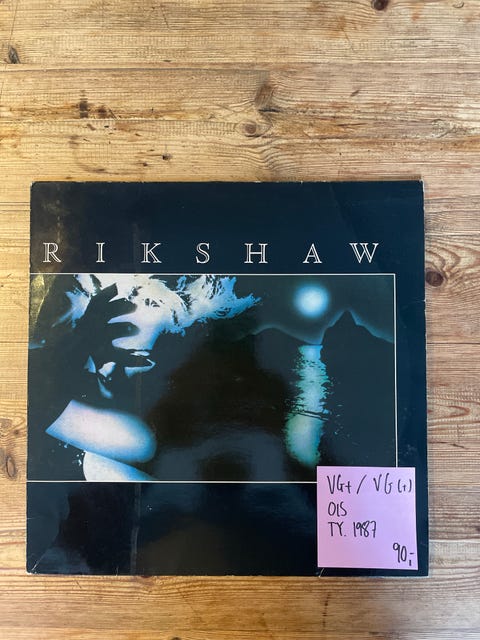 RIKSHAW
VG+ / VG(+)
OIS
TY. 1987
90,-